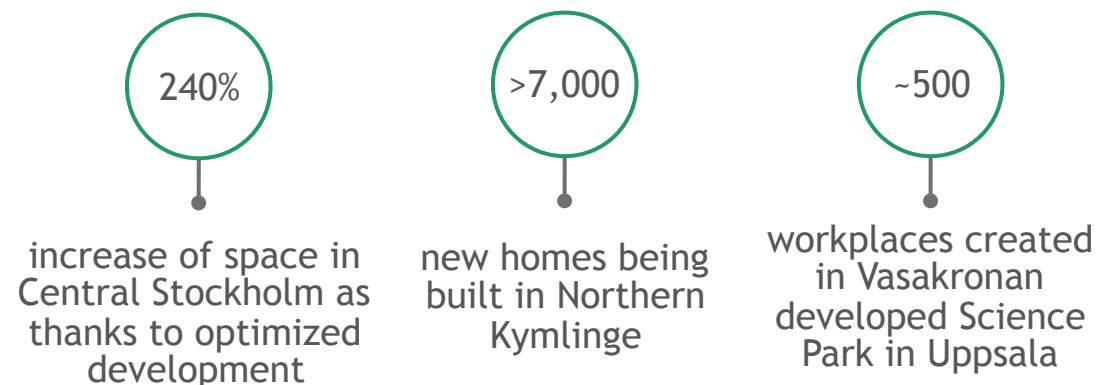 240%
increase of space in
Central Stockholm as
thanks to optimized
development
>7,000
new homes being
built in Northern
Kymlinge
~500
workplaces created
in Vasakronan
developed Science
Park in Uppsala